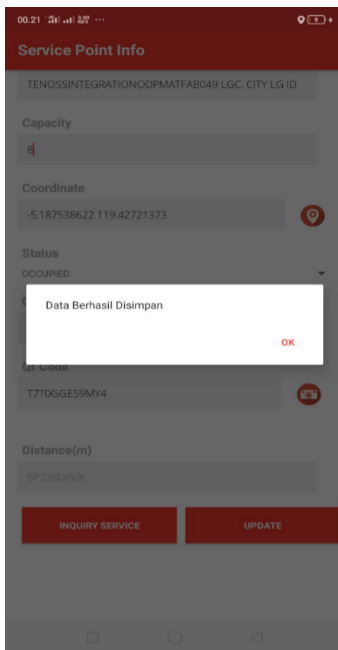 00.21
Service Point Info
TENOSSINTEGRATIONODPMATFAB049 LGC. CITY LG ID
Capacity
8
Coordinate
-5.187538622 119.42721373
Status
OCCUPIED
Data Berhasil Disimpan
OK
Qr Code
T7T0GGE59MY4
Distance(m)
SP Distance
INQUIRY SERVICE
UPDATE